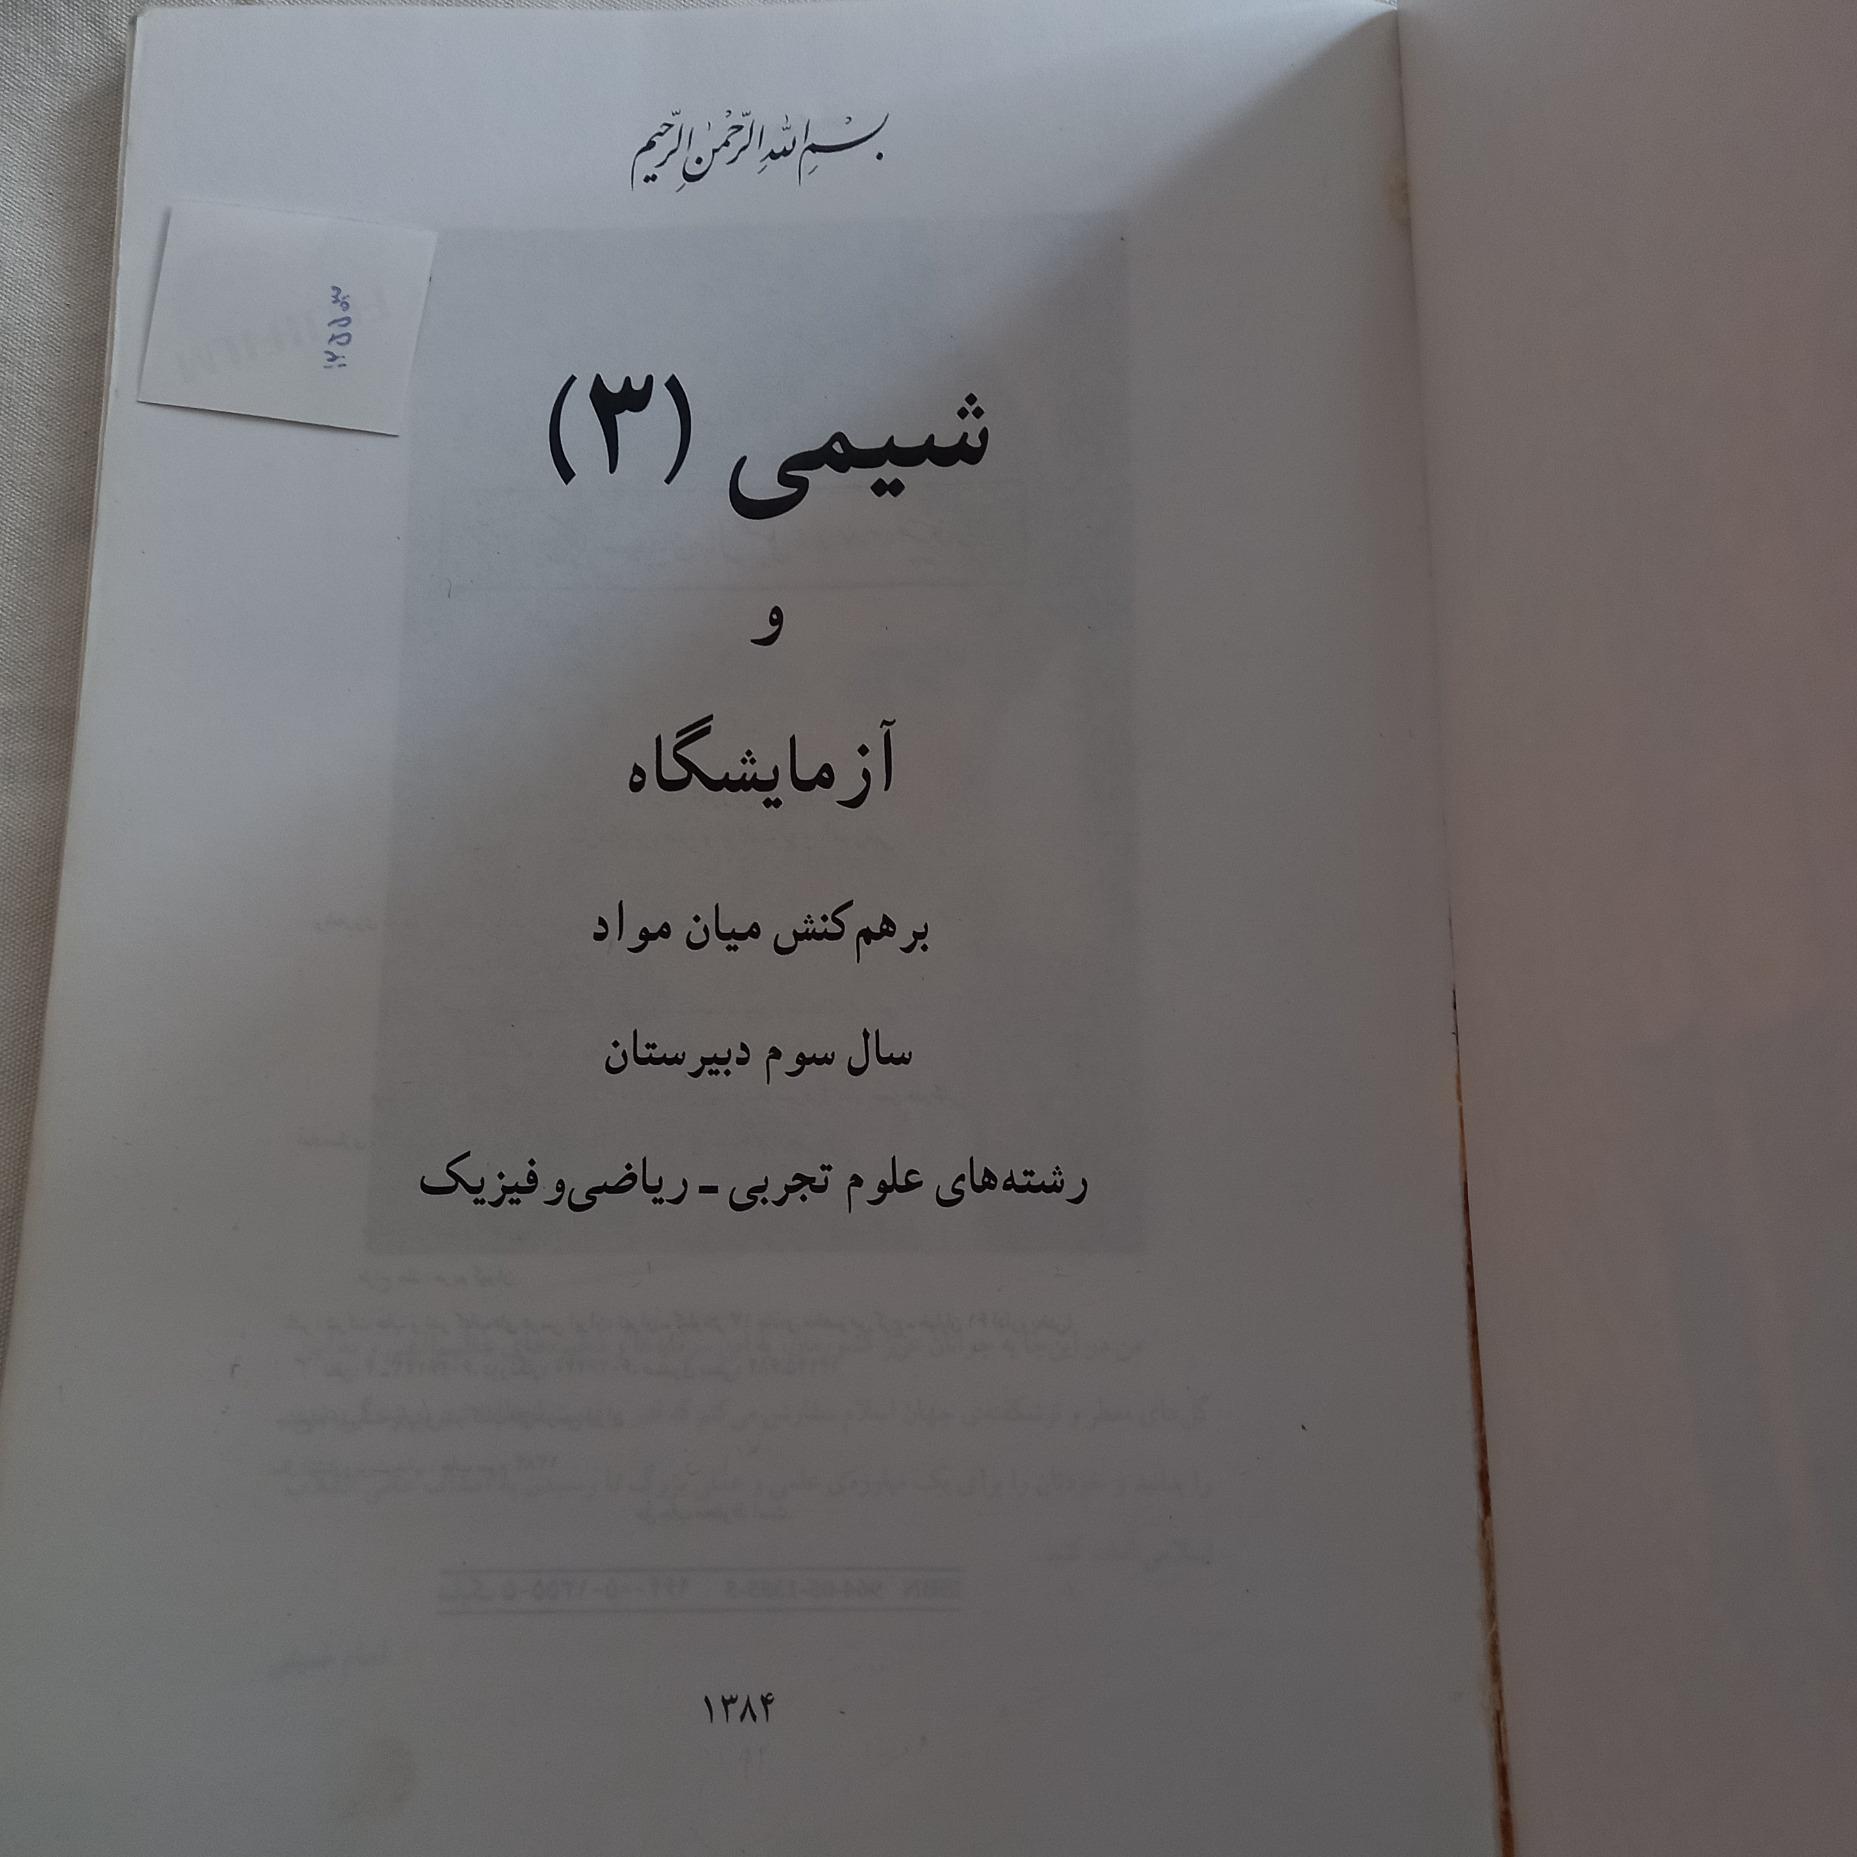 بسم الله الرحمن الرحیم
شیمی (۳)
و
آزمایشگاه
برهم‌کنش میان مواد
سال سوم دبیرستان
رشته‌های علوم تجربی ـ ریاضی‌وفیزیک
۱۳۸۴